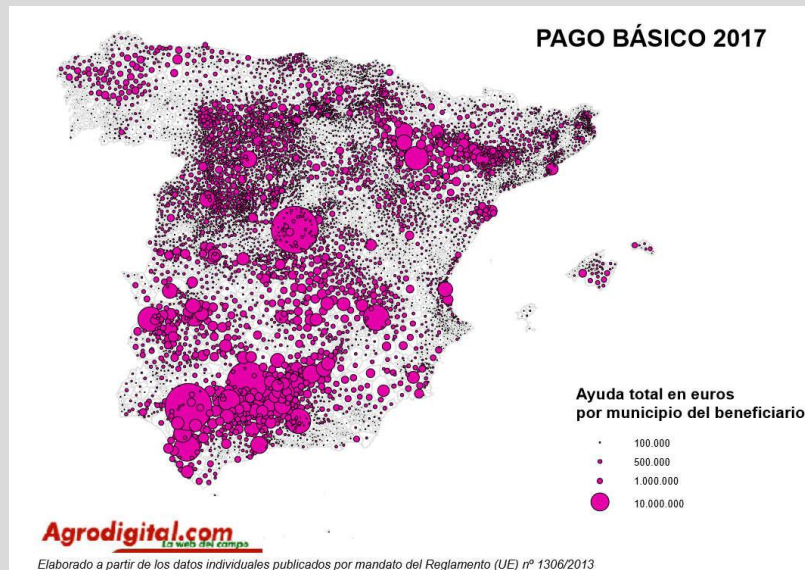 PAGO BÁSICO 2017
Ayuda total en euros
por municipio del beneficiario
100.000
500.000
1.000.000
10.000.000
Agrodigital.com
La web del campo
Elaborado a partir de los datos individuales publicados por mandato del Reglamento (UE) nº 1306/2013